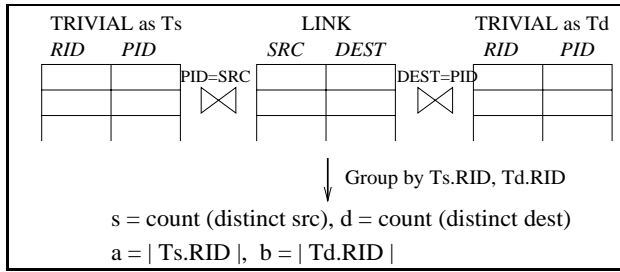 TRIVIAL as Ts LINK TRIVIAL as Td
RID PID SRC DEST RID PID
PID=SRC DEST=PID
Group by Ts.RID, Td.RID
s = count (distinct src), d = count (distinct dest)
a = | Ts.RID |, b = | Td.RID |